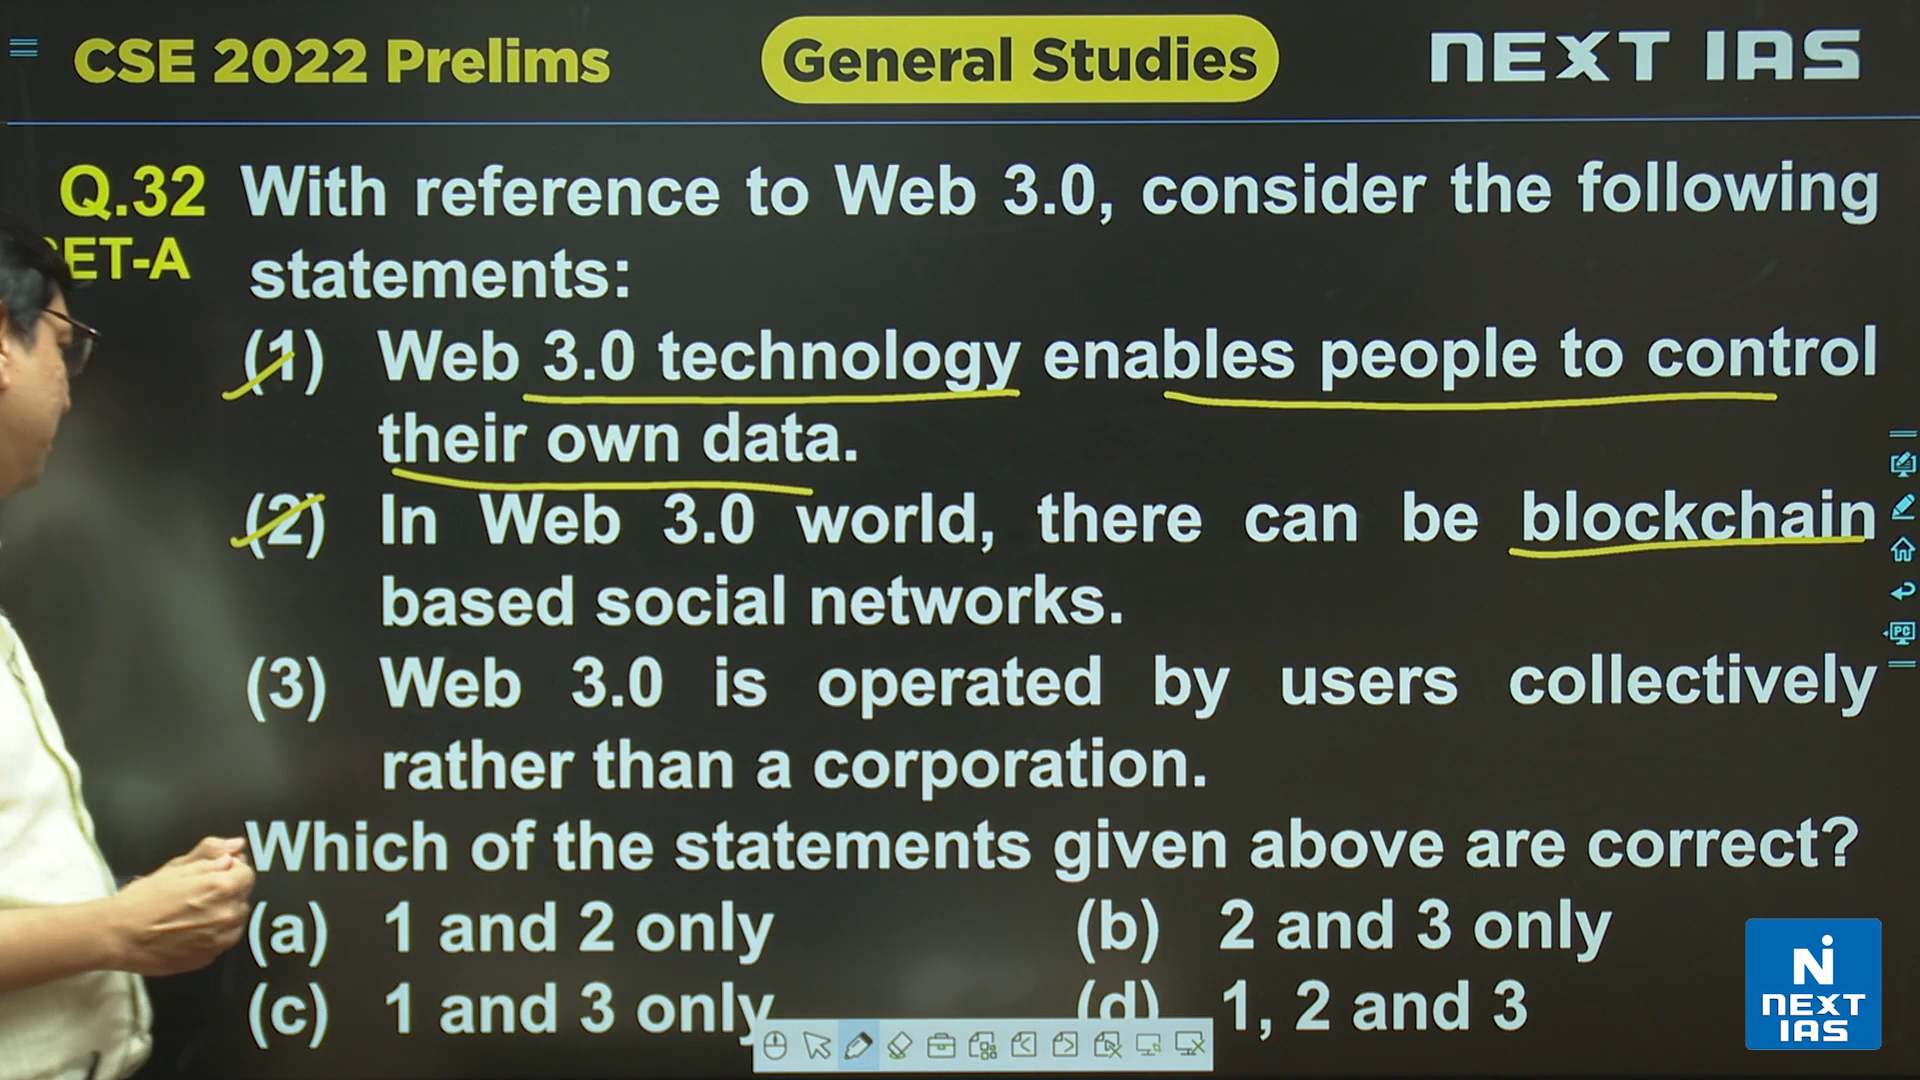 CSE 2022 Prelims
General Studies
NEXT IAS
Q.32 With reference to Web 3.0, consider the following
ET-A statements:
(1) Web 3.0 technology enables people to control
their own data.
(2) In Web 3.0 world, there can be blockchain
based social networks.
(3) Web 3.0 is operated by users collectively
rather than a corporation.
Which of the statements given above are correct?
(a) 1 and 2 only (b) 2 and 3 only
(c) 1 and 3 only (d) 1, 2 and 3
PC
N
NEXT
IAS